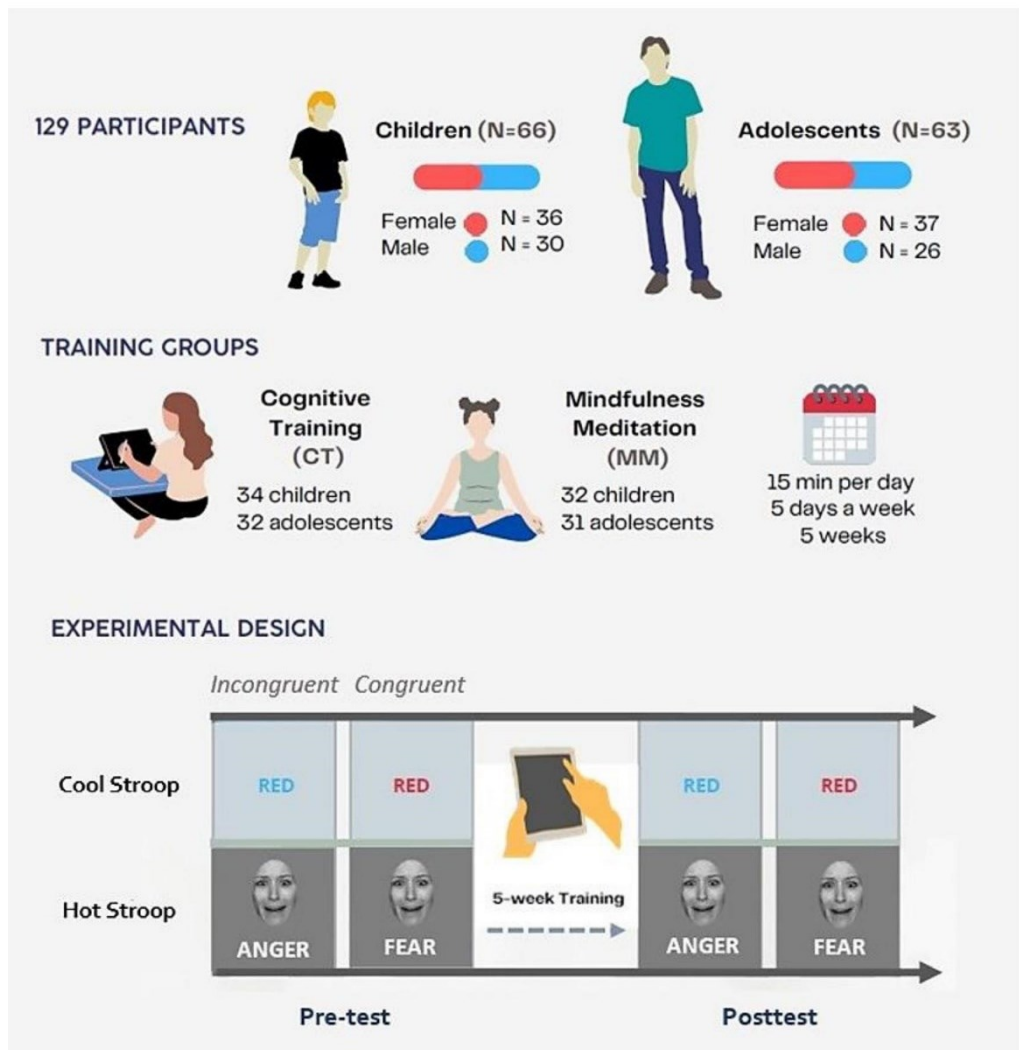 129 PARTICIPANTS
Children (N=66)
Female N = 36
Male N = 30
Adolescents (N=63)
Female N = 37
Male N = 26
TRAINING GROUPS
Cognitive
Training
(CT)
34 children
32 adolescents
Mindfulness
Meditation
(MM)
32 children
31 adolescents
15 min per day
5 days a week
5 weeks
EXPERIMENTAL DESIGN
Incongruent Congruent
Cool Stroop
RED RED RED RED
Hot Stroop
ANGER FEAR
5-week Training
ANGER FEAR
Pre-test Posttest